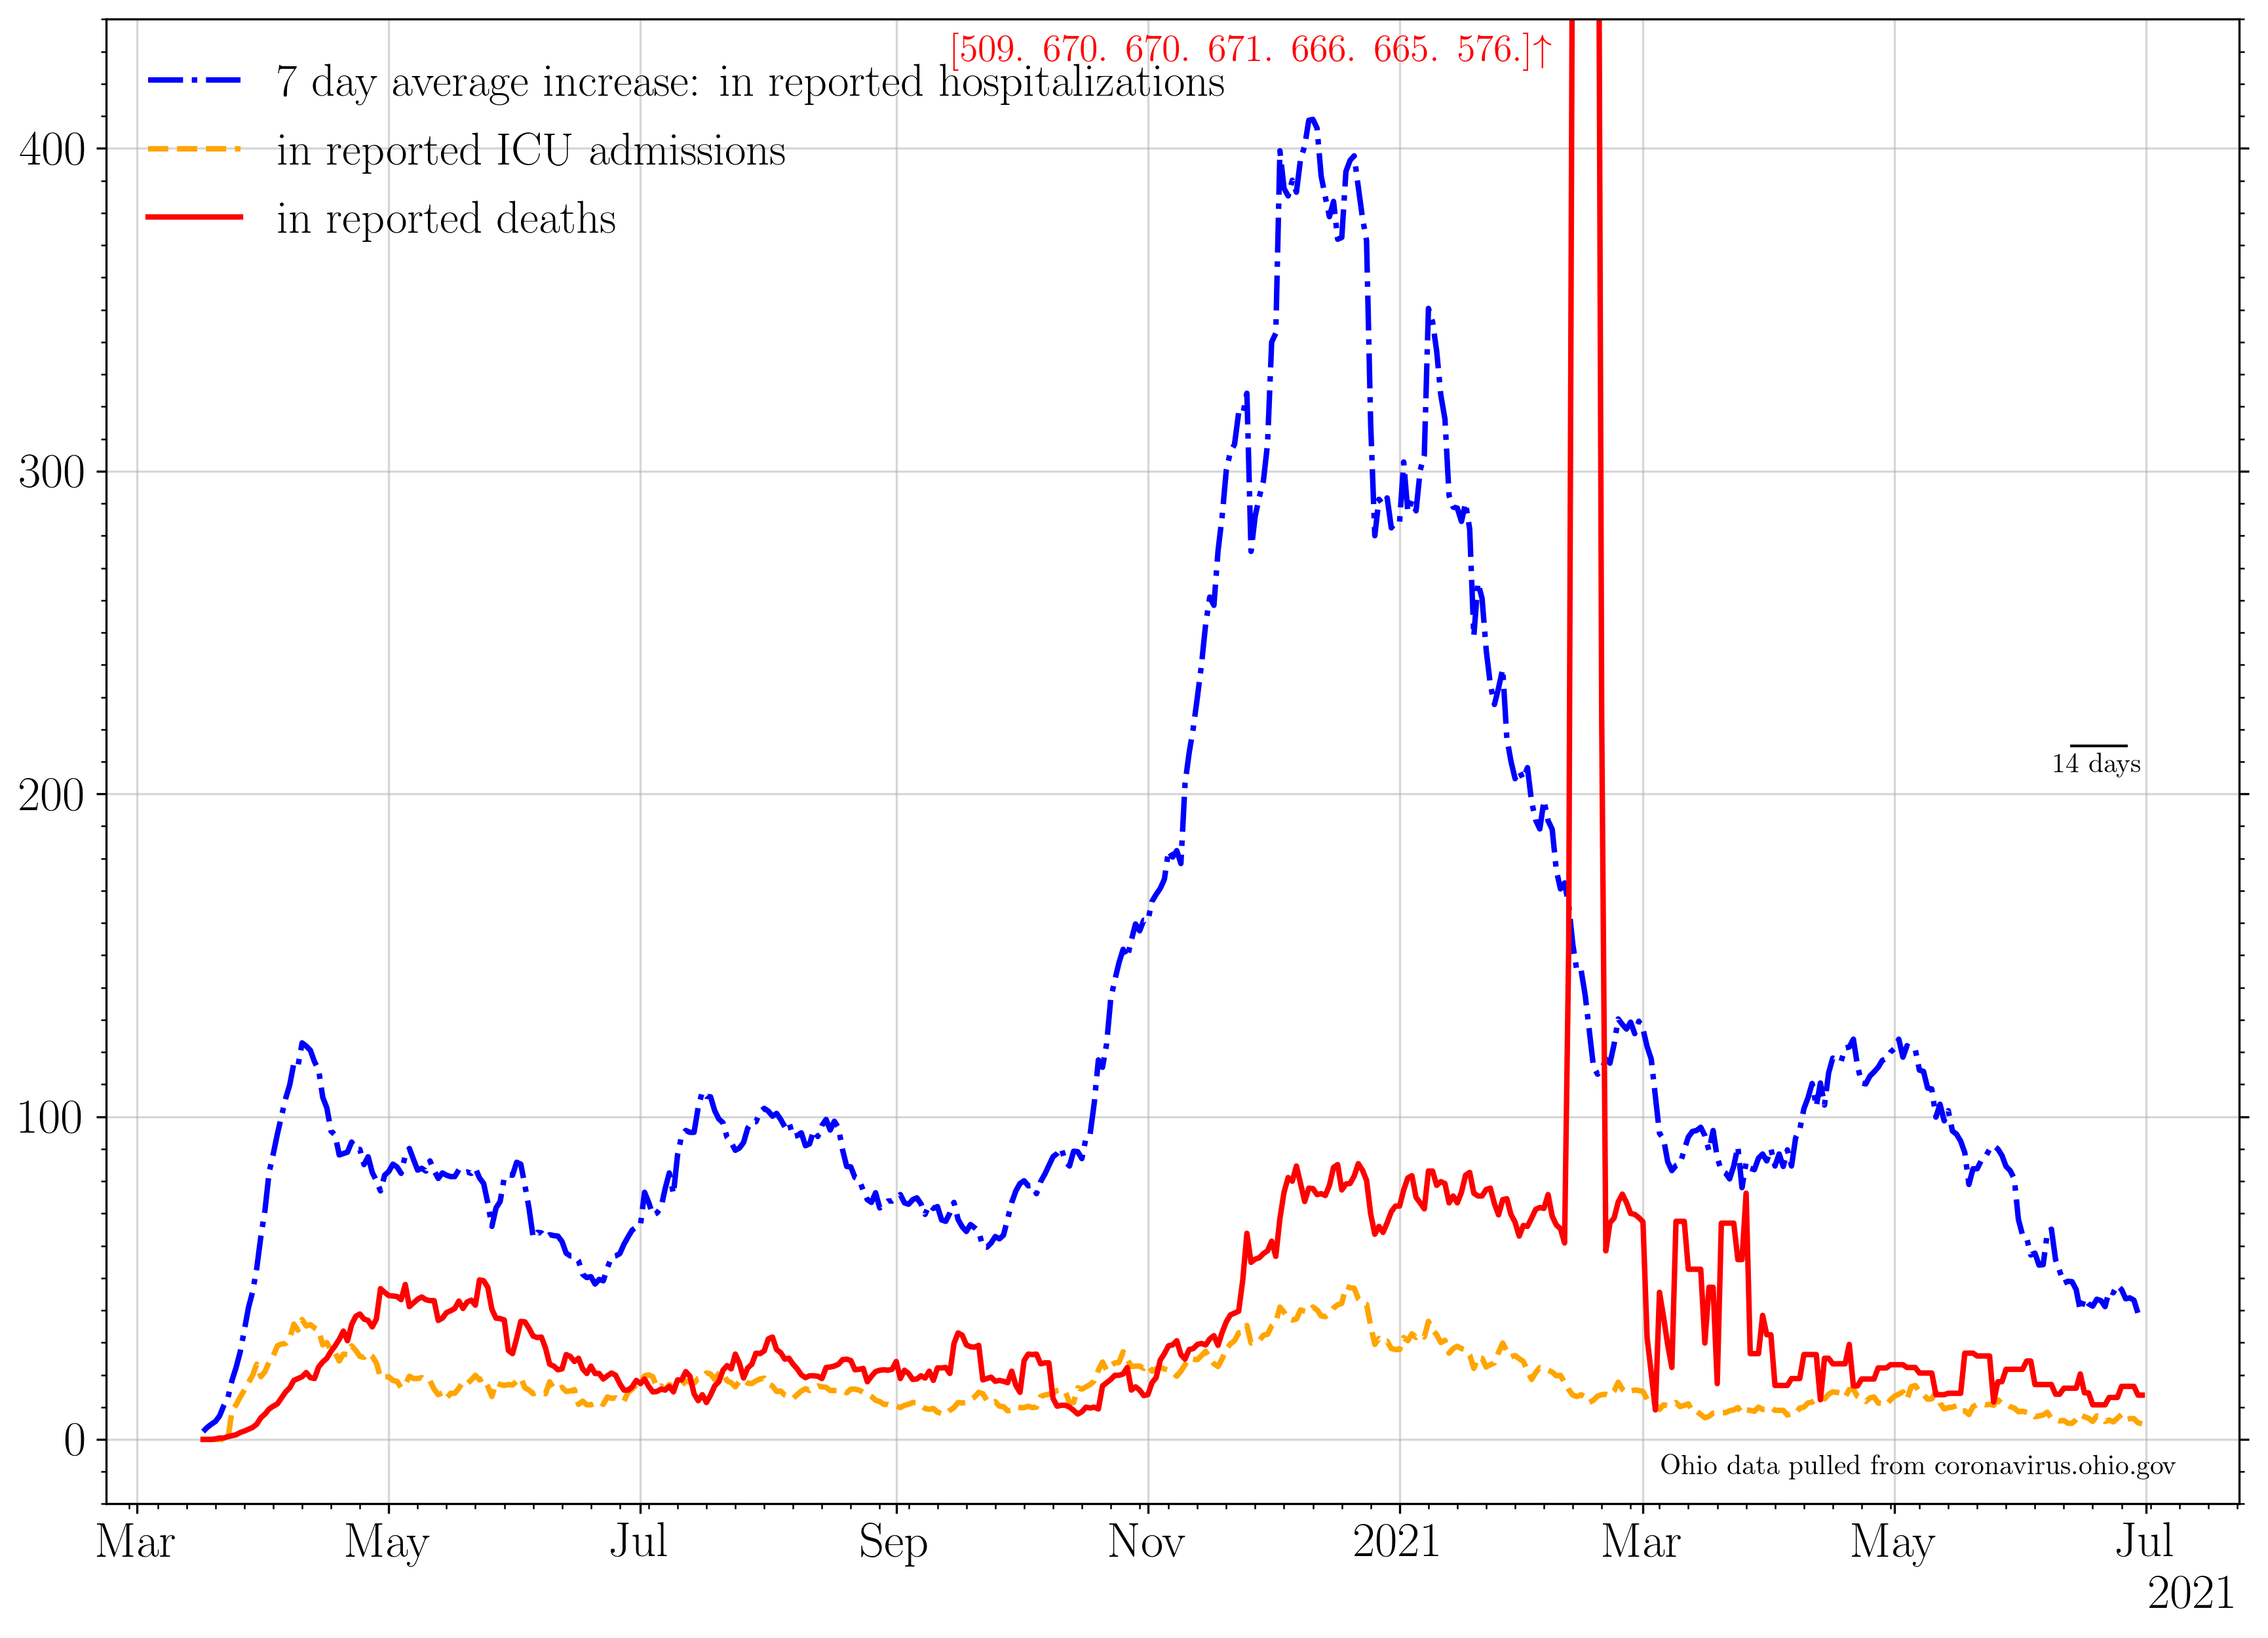 [509. 670. 670. 671. 666. 665. 576.]↑
7 day average increase: in reported hospitalizations
in reported ICU admissions
in reported deaths
400
300
200
100
0
14 days
Ohio data pulled from coronavirus.ohio.gov
Mar May Jul Sep Nov 2021 Mar May Jul
2021